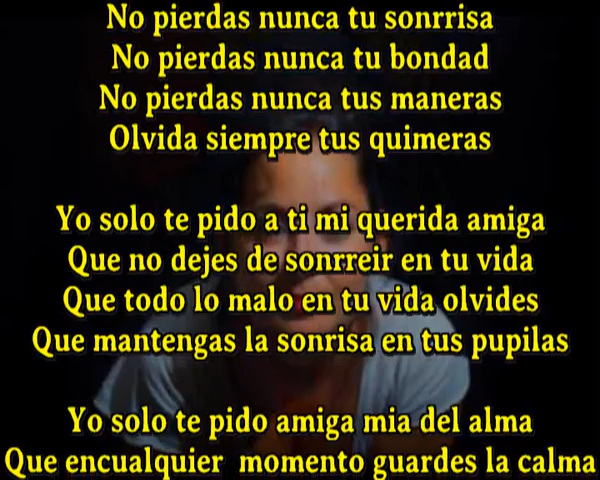 No pierdas nunca tu sonrrisa
No pierdas nunca tu bondad
No pierdas nunca tus maneras
Olvida siempre tus quimeras
Yo solo te pido a ti mi querida amiga
Que no dejes de sonrreir en tu vida
Que todo lo malo en tu vida olvides
Que mantengas la sonrisa en tus pupilas
Yo solo te pido amiga mia del alma
Que encualquier momento guardes la calma